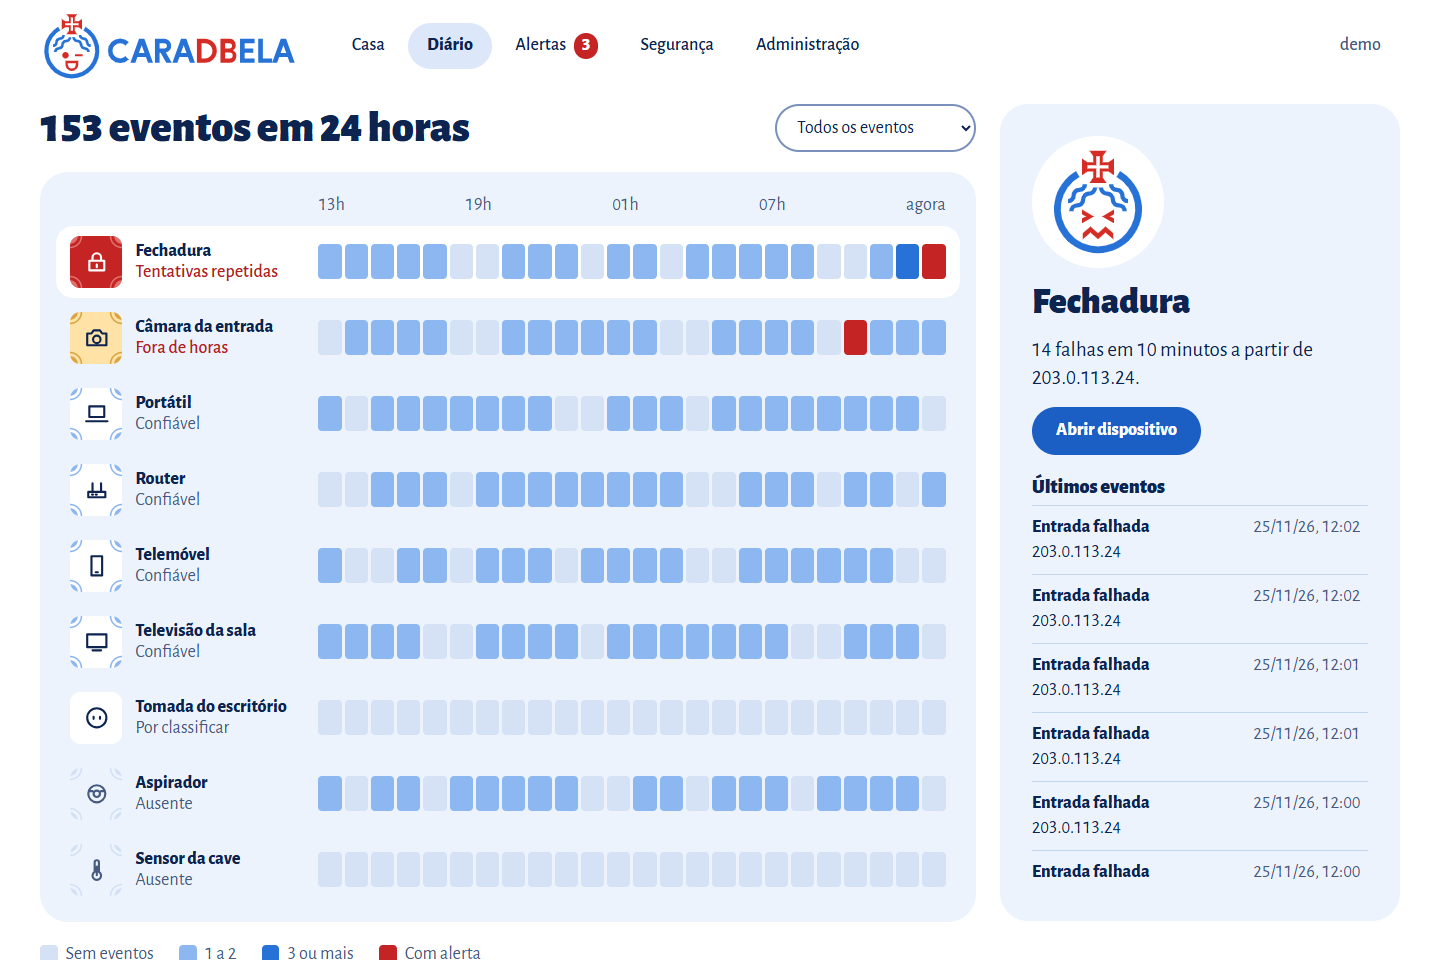 CARADBELA
Casa
Diário
Alertas 3
Segurança
Administração
demo
153 eventos em 24 horas
Todos os eventos
13h 19h 01h 07h agora
Fechadura
Tentativas repetidas
Câmara da entrada
Fora de horas
Portátil
Confiável
Router
Confiável
Telemóvel
Confiável
Televisão da sala
Confiável
Tomada do escritório
Por classificar
Aspirador
Ausente
Sensor da cave
Ausente
Sem eventos
1 a 2
3 ou mais
Com alerta
Fechadura
14 falhas em 10 minutos a partir de
203.0.113.24.
Abrir dispositivo
Últimos eventos
Entrada falhada 25/11/26, 12:02
203.0.113.24
Entrada falhada 25/11/26, 12:02
203.0.113.24
Entrada falhada 25/11/26, 12:01
203.0.113.24
Entrada falhada 25/11/26, 12:01
203.0.113.24
Entrada falhada 25/11/26, 12:00
203.0.113.24
Entrada falhada 25/11/26, 12:00